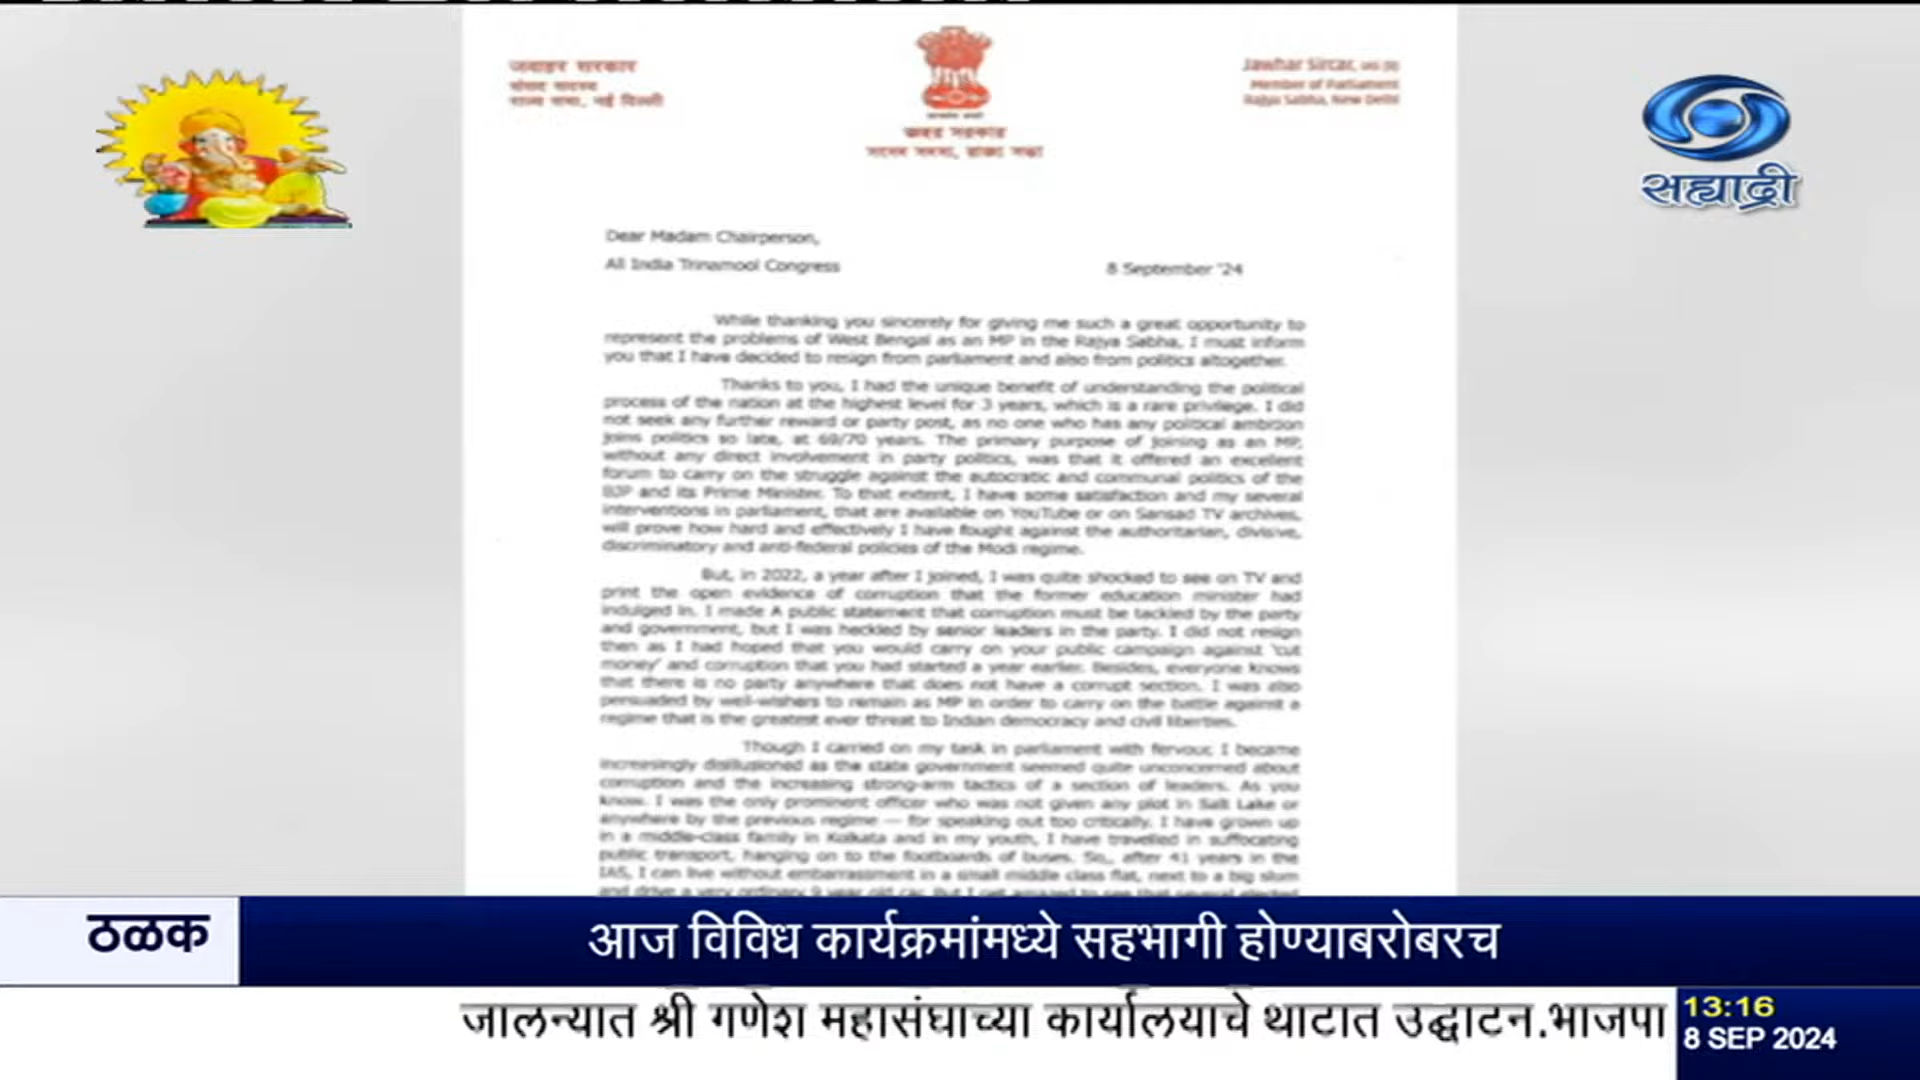 जवाहर सरकार
संसद सदस्य
राज्य सभा, नई दिल्ली
Jawhar Sircar,
Member of Parliament
Rajya Sabha, New Delhi
सह्याद्री
Dear Madam Chairperson,
All India Trinamool Congress
8 September '24
While thanking you sincerely for giving me such a great opportunity to
represent the problems of West Bengal as an MP in the Rajya Sabha, I must inform
you that I have decided to resign from parliament and also from politics altogether.
Thanks to you, I had the unique benefit of understanding the political
process of the nation at the highest level for 3 years, which is a rare privilege. I did
not seek any further reward or party post, as no one who has any political ambition
joins politics so late, at 69/70 years. The primary purpose of joining as an MP,
without any direct involvement in party politics, was that it offered an excellent
forum to carry on the struggle against the autocratic and communal politics of the
BJP and its Prime Minister. To that extent, I have some satisfaction and my several
interventions in parliament, that are available on YouTube or on Sansad TV archives,
will prove how hard and effectively I have fought against the authoritarian, divisive,
discriminatory and anti-federal policies of the Modi regime.
But, in 2022, a year after I joined, I was quite shocked to see on TV and
print the open evidence of corruption that the former education minister had
indulged in. I made A public statement that corruption must be tackled by the party
and government, but I was heckled by senior leaders in the party. I did not resign
then as I had hoped that you would carry on your public campaign against 'cut
money' and corruption that you had started a year earlier. Besides, everyone knows
that there is no party anywhere that does not have a corrupt section. I was also
persuaded by well-wishers to remain as MP in order to carry on the battle against a
regime that is the greatest ever threat to Indian democracy and civil liberties.
Though I carried on my task in parliament with fervour, I became
increasingly disillusioned as the state government seemed quite unconcerned about
corruption and the increasing strong-arm tactics of a section of leaders. As you
know, I was the only prominent officer who was not given any plot in Salt Lake or
anywhere by the previous regime — for speaking out too critically. I have grown up
in a middle-class family in Kolkata and in my youth, I have travelled in suffocating
public transport, hanging on to the footboards of buses. So,, after 41 years in the
IAS, I can live without embarrassment in a small middle class flat, next to a big slum
and drive a very ordinary 9 year old car. But I get amazed to see that several elected
ठळक
आज विविध कार्यक्रमांमध्ये सहभागी होण्याबरोबरच
जालन्यात श्री गणेश महासंघाच्या कार्यालयाचे थाटात उद्घाटन.भाजपा
13:16
8 SEP 2024